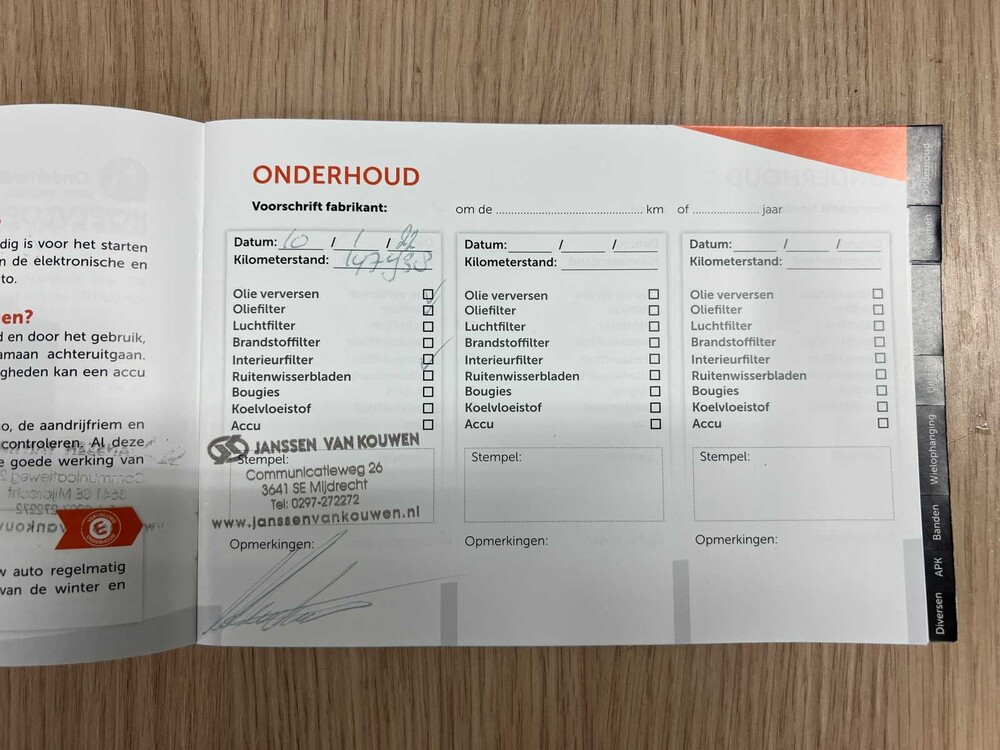 dig is voor het starten
n de elektronische en
to.
en?
d en door het gebruik,
amaan achteruitgaan.
gheden kan een accu
o, de aandrijfriem en
controleren. Al deze
e goede werking van
w auto regelmatig
van de winter en
ONDERHOUD
Voorschrift fabrikant: om de ........................................... km of .................... jaar
Datum: 10 / 1 / 22
Kilometerstand:
Olie verversen
Oliefilter
Luchtfilter
Brandstoffilter
Interieurfilter
Ruitenwisserbladen
Bougies
Koelvloeistof
Accu
JANSSEN VAN KOUWEN
Stempel:
Communicatieweg 26
3641 SE Mijdrecht
Tel: 0297-272272
www.janssenvankouwen.nl
Opmerkingen:
Datum: / /
Kilometerstand:
Olie verversen
Oliefilter
Luchtfilter
Brandstoffilter
Interieurfilter
Ruitenwisserbladen
Bougies
Koelvloeistof
Accu
Stempel:
Opmerkingen:
Datum: / /
Kilometerstand:
Olie verversen
Oliefilter
Luchtfilter
Brandstoffilter
Interieurfilter
Ruitenwisserbladen
Bougies
Koelvloeistof
Accu
Stempel:
Opmerkingen:
Onderhoud
Wielophanging
Banden
APK
Diversen